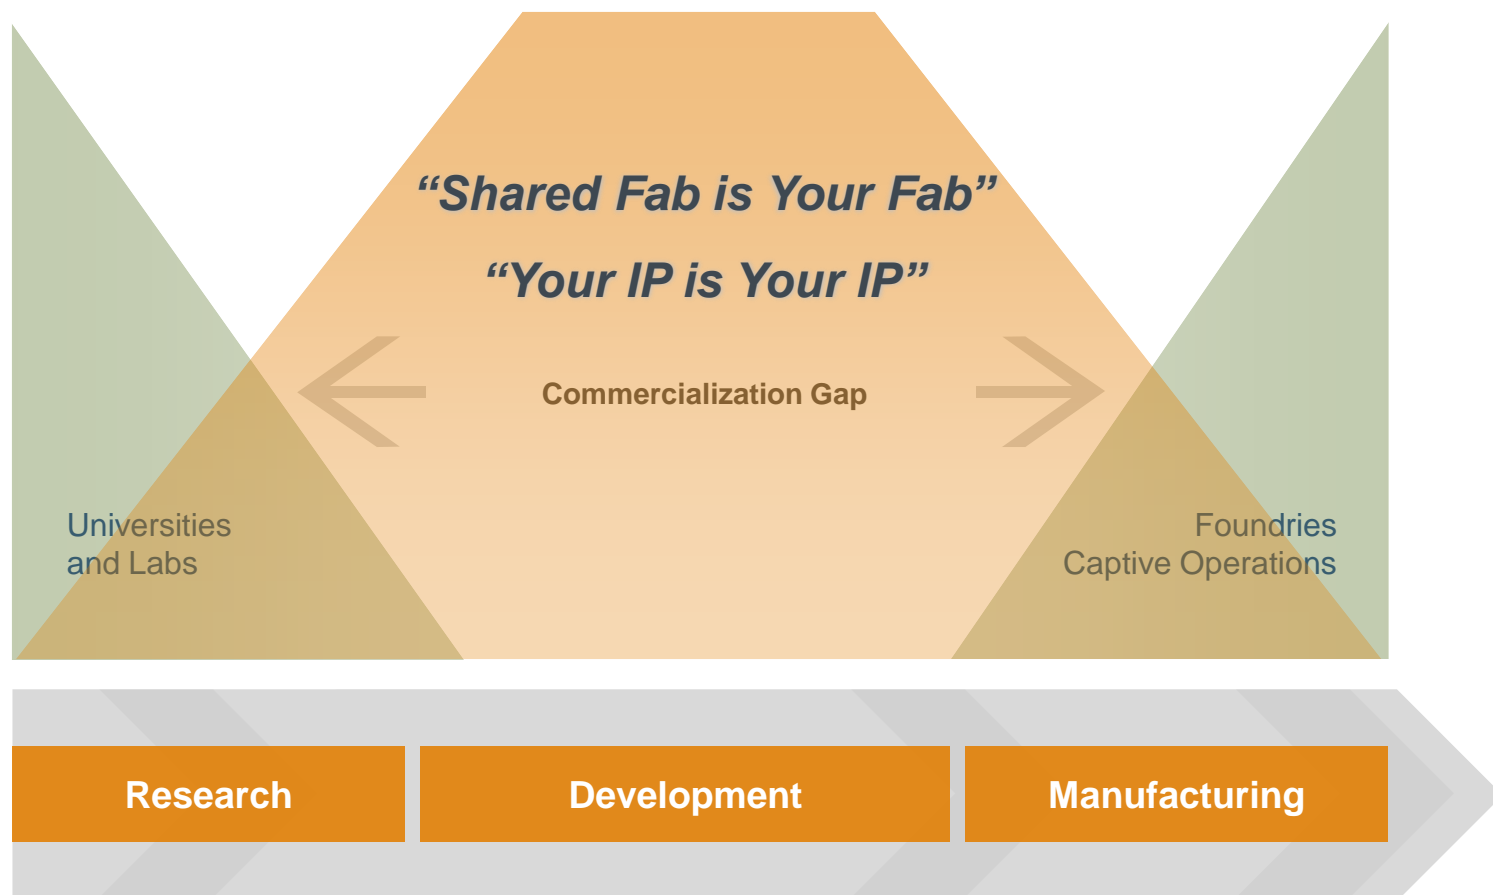 “Shared Fab is Your Fab”
“Your IP is Your IP”
Commercialization Gap
Universities
and Labs
Foundries
Captive Operations
Research
Development
Manufacturing